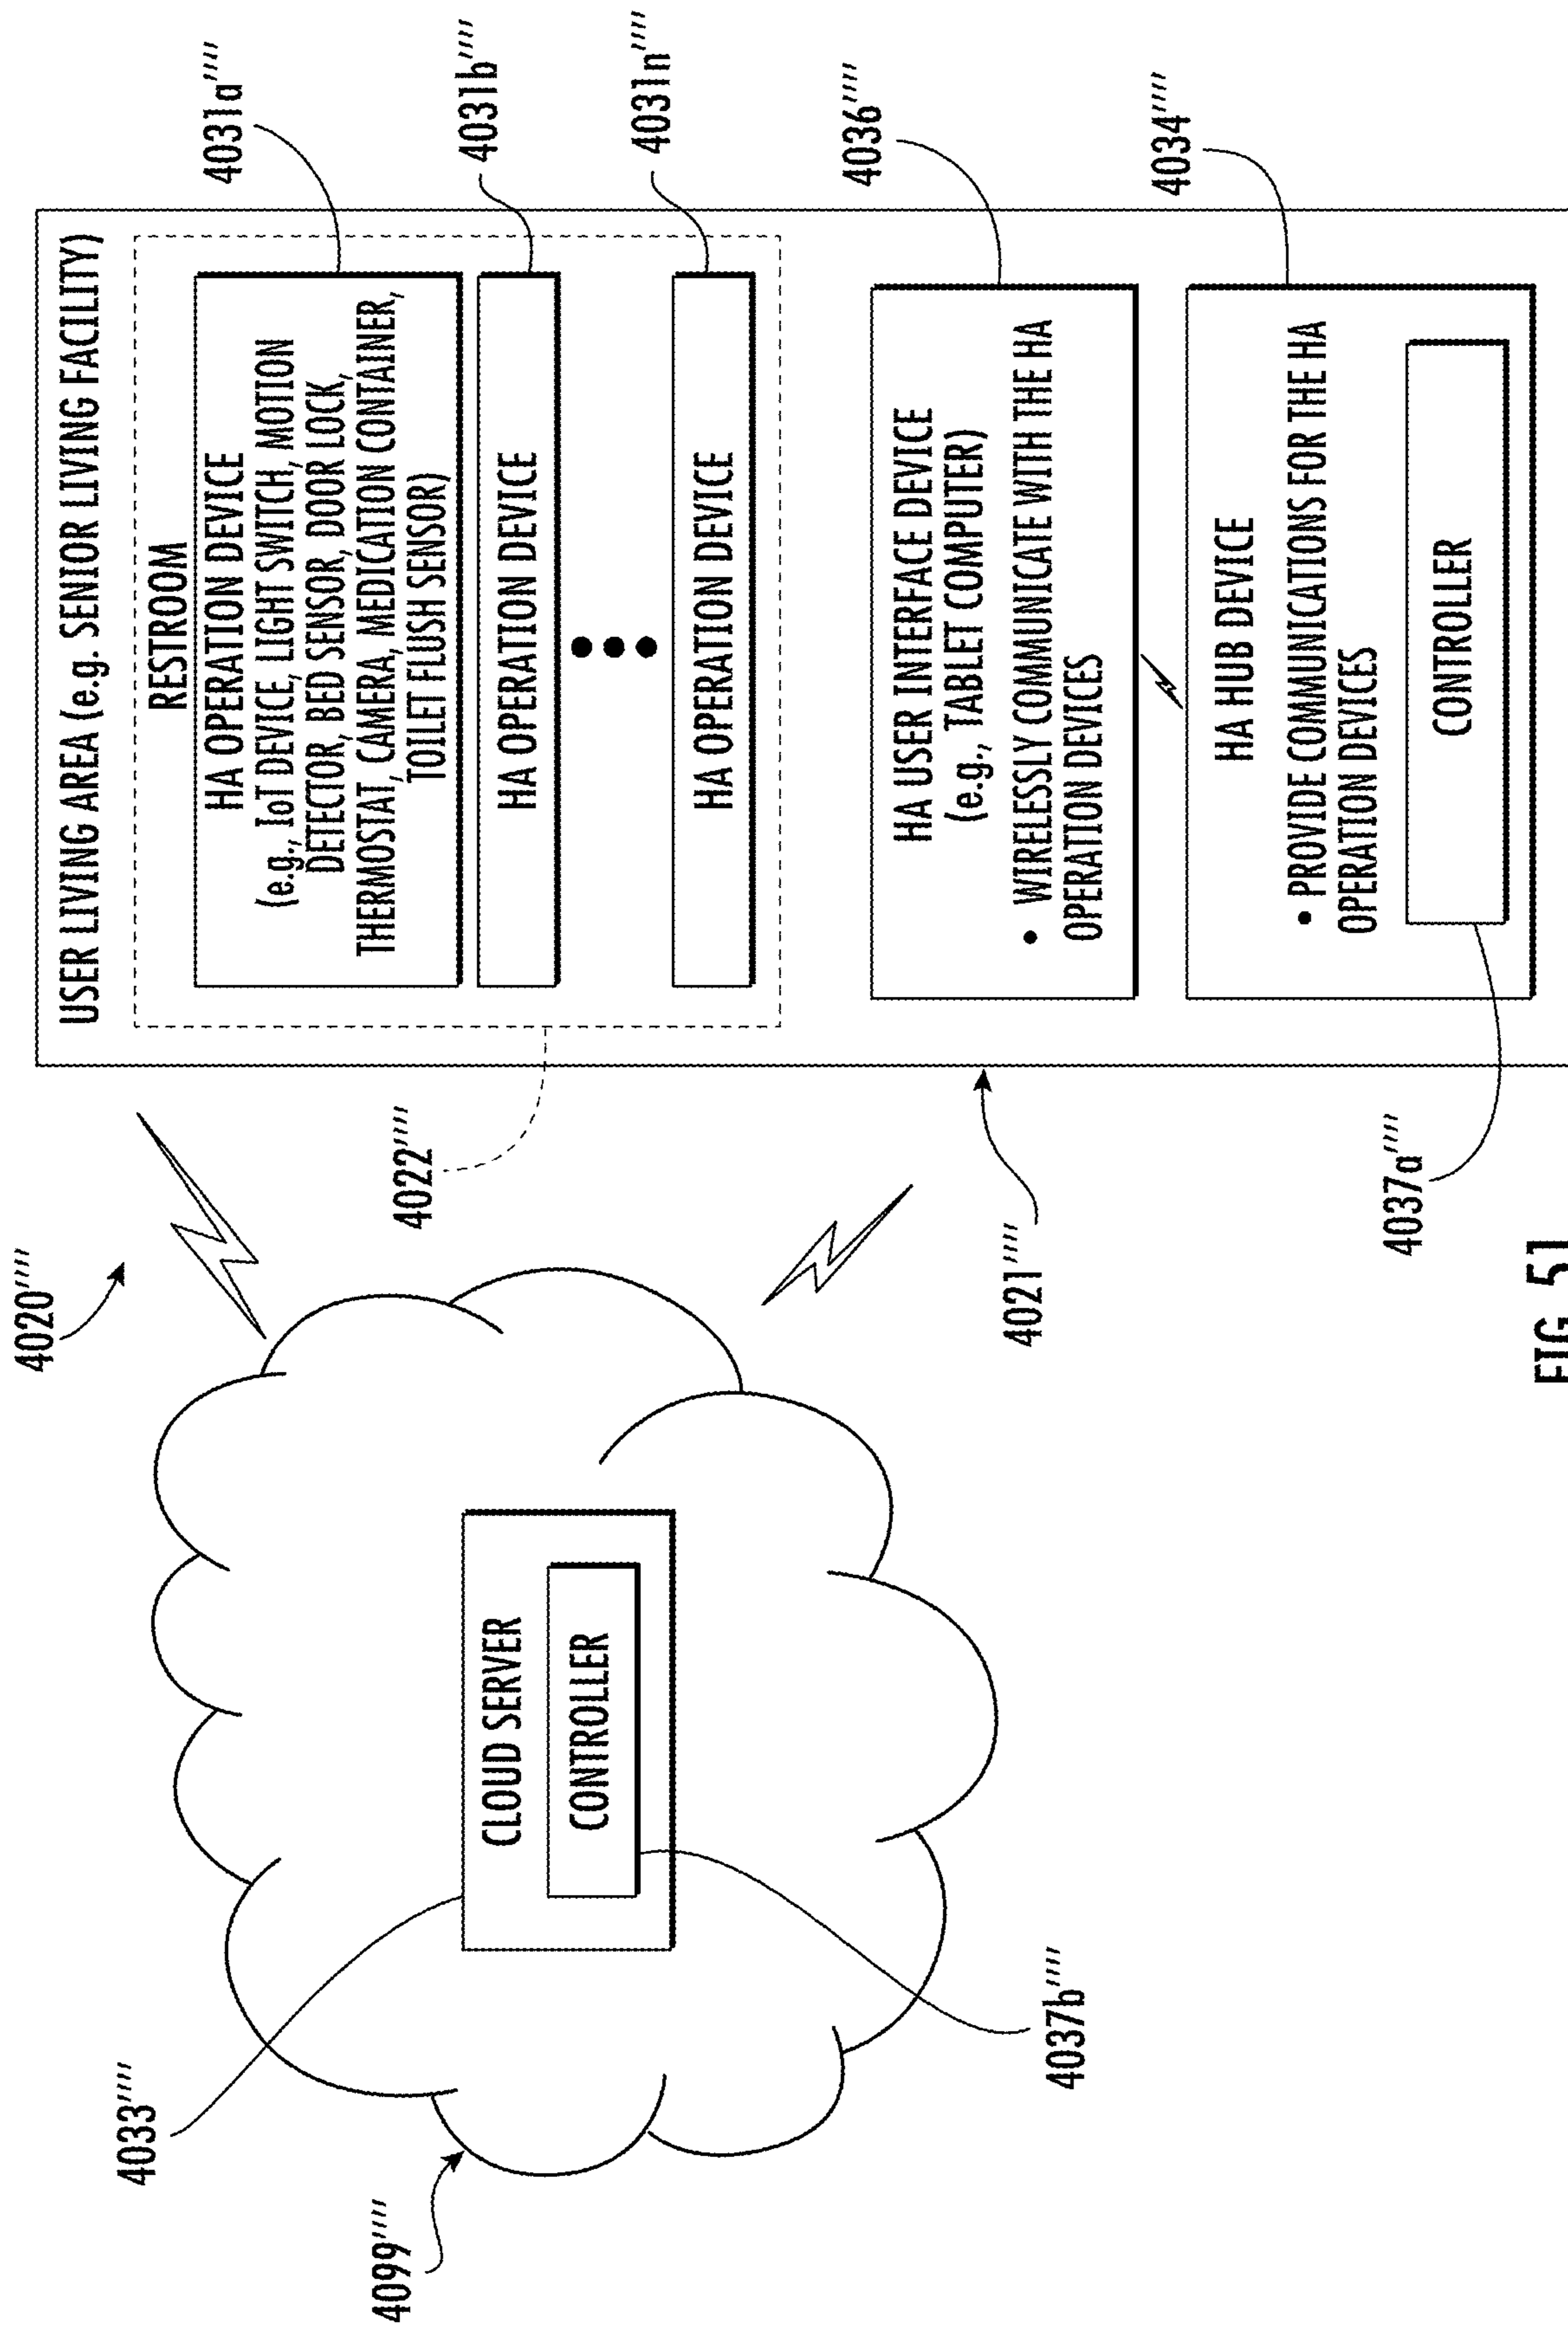 4020''''
USER LIVING AREA (e.g. SENIOR LIVING FACILITY)
RESTROOM
HA OPERATION DEVICE
(e.g., IoT DEVICE, LIGHT SWITCH, MOTION
DETECTOR, BED SENSOR, DOOR LOCK,
THERMOSTAT, CAMERA, MEDICATION CONTAINER,
TOILET FLUSH SENSOR)
4031a''''
HA OPERATION DEVICE
4031b''''
HA OPERATION DEVICE
4031n''''
4022''''
HA USER INTERFACE DEVICE
(e.g., TABLET COMPUTER)
• WIRELESSLY COMMUNICATE WITH THE HA
OPERATION DEVICES
4036''''
HA HUB DEVICE
• PROVIDE COMMUNICATIONS FOR THE HA
OPERATION DEVICES
CONTROLLER
4034''''
4037a''''
4021''''
4033''''
4099''''
CLOUD SERVER
CONTROLLER
4037b''''
FIG. 51